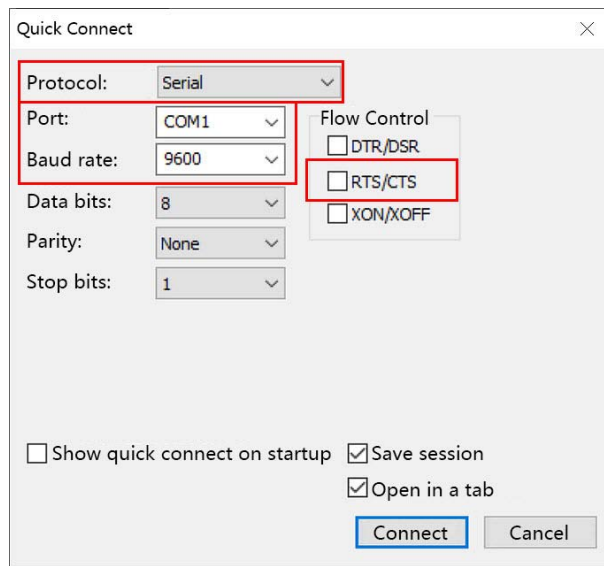 Quick Connect
Protocol: Serial
Port: COM1
Baud rate: 9600
Data bits: 8
Parity: None
Stop bits: 1
Flow Control
DTR/DSR
RTS/CTS
XON/XOFF
Show quick connect on startup
Save session
Open in a tab
Connect Cancel